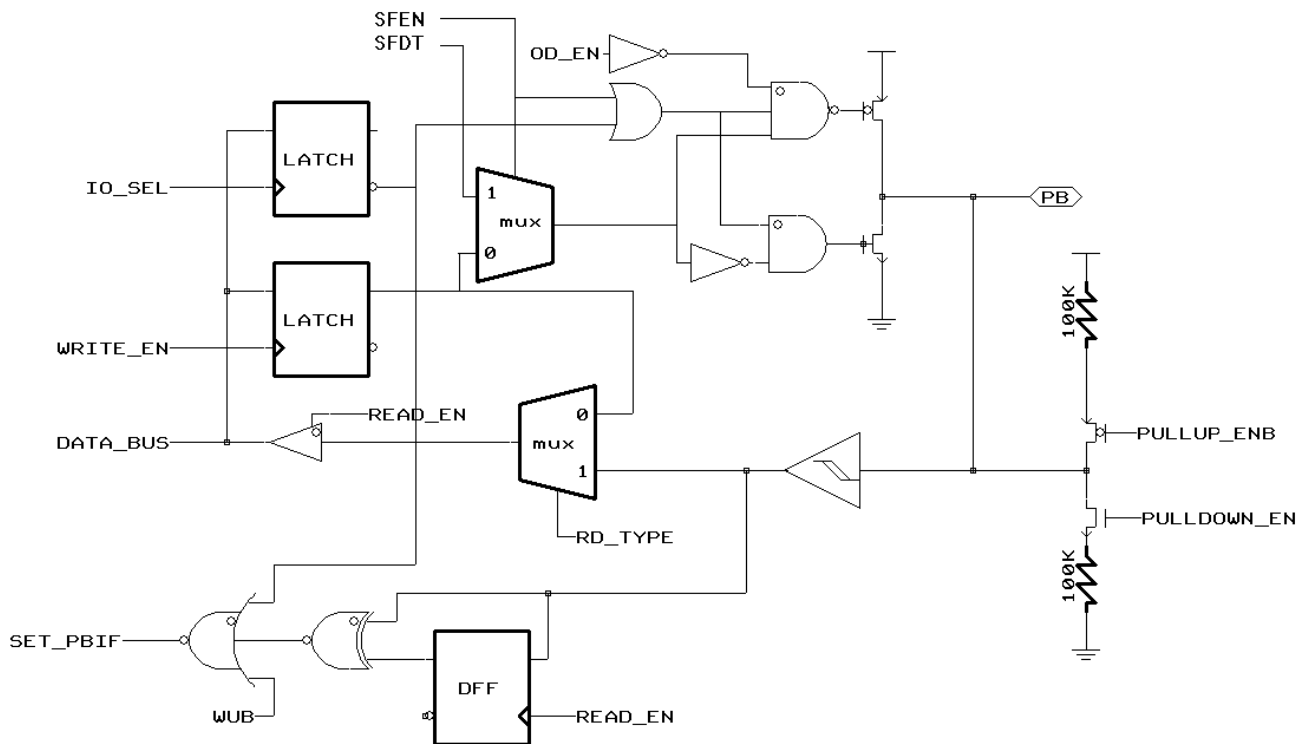 SFEN
SFDT
OD_EN
LATCH
IO_SEL
1
mux
0
PB
LATCH
WRITE_EN
100K
READ_EN
0
DATA_BUS
mux
1
PULLUP_ENB
PULLDOWN_EN
RD_TYPE
100K
SET_PBIF
DFF
WUB
READ_EN